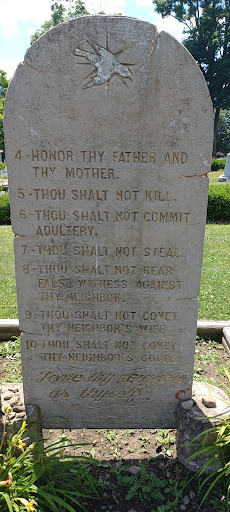 4-HONOR THY FATHER AND
THY MOTHER.
5-THOU SHALT NOT KILL.
6-THOU SHALT NOT COMMIT
ADULTERY.
7-THOU SHALT NOT STEAL.
8-THOU SHALT NOT BEAR
FALSE WITNESS AGAINST
THY NEIGHBOR.
9-THOU SHALT NOT COVET
THY NEIGHBOR'S WIFE.
10-THOU SHALT NOT COVET
THY NEIGHBOR'S GOODS.
Love thy neighbor
as thyself.